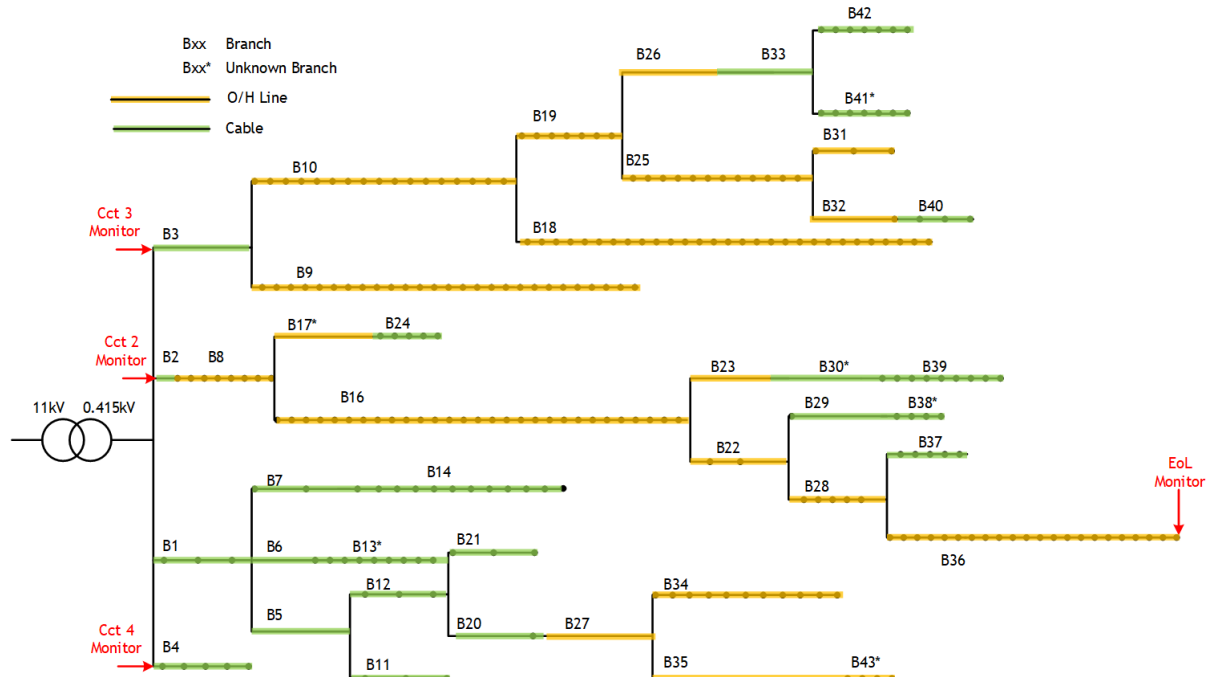 B42
Bxx Branch
B26
B33
Bxx* Unknown Branch
O/H Line
B41*
B19
Cable
B31
B25
B10
Cct 3
Monitor
B32
B40
B3
B18
B9
B17*
B24
Cct 2
Monitor
B2
B8
B23
B30*
B39
B16
B29
B38*
11kV
0.415kV
B22
B37
B14
EoL
Monitor
B7
B28
B21
B1
B6
B13*
B36
B12
B34
B5
B20
B27
Cct 4
Monitor
B4
B11
B35
B43*